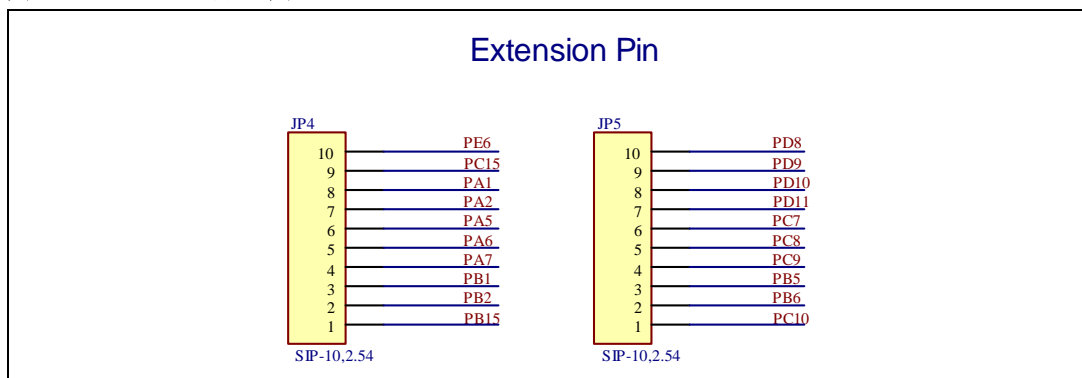 Extension Pin
JP4
10 PE6
9 PC15
8 PA1
7 PA2
6 PA5
5 PA6
4 PA7
3 PB1
2 PB2
1 PB15
SIP-10,2.54
JP5
10 PD8
9 PD9
8 PD10
7 PD11
6 PC7
5 PC8
4 PC9
3 PB5
2 PB6
1 PC10
SIP-10,2.54